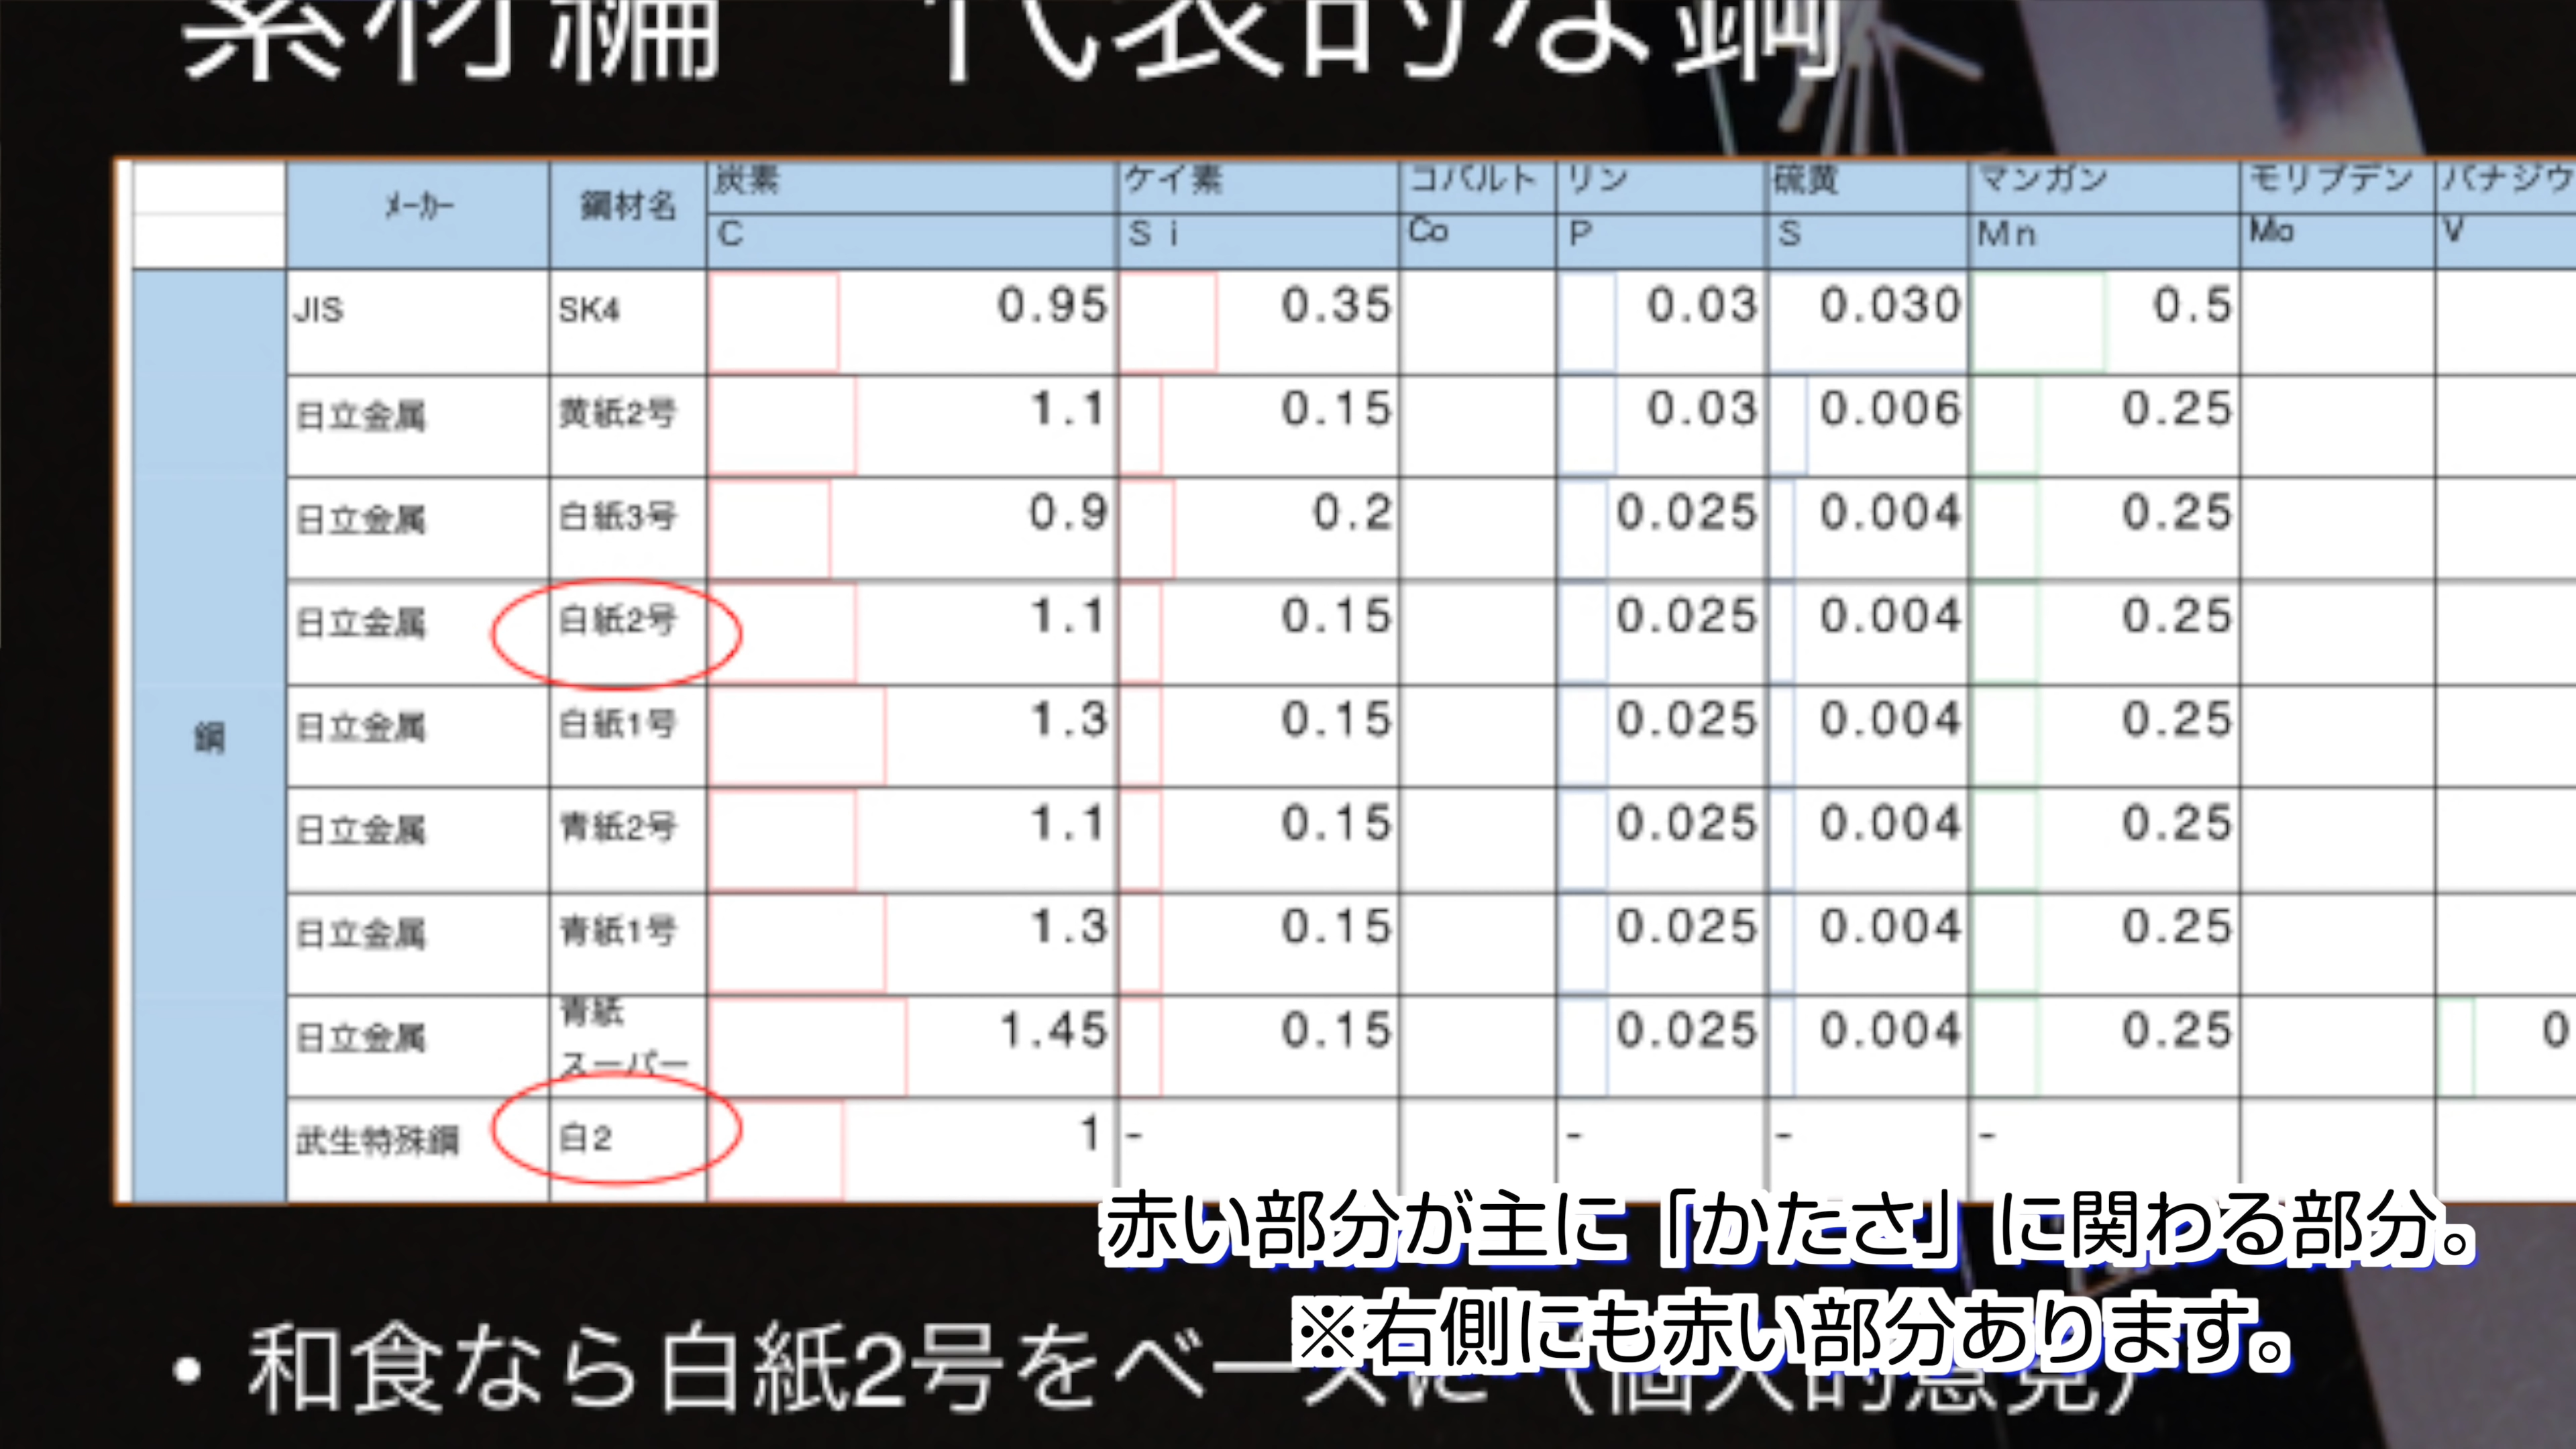 素材編 代表的な鋼
メーカー 鋼材名 炭素 ケイ素 コバルト リン 硫黄 マンガン モリブデン バナジウ
C Si Co P S Mn Mo V
鋼
JIS SK4 0.95 0.35 0.03 0.030 0.5
日立金属 黄紙2号 1.1 0.15 0.03 0.006 0.25
日立金属 白紙3号 0.9 0.2 0.025 0.004 0.25
日立金属 白紙2号 1.1 0.15 0.025 0.004 0.25
日立金属 白紙1号 1.3 0.15 0.025 0.004 0.25
日立金属 青紙2号 1.1 0.15 0.025 0.004 0.25
日立金属 青紙1号 1.3 0.15 0.025 0.004 0.25
日立金属 青紙スーパー 1.45 0.15 0.025 0.004 0.25 0
武生特殊鋼 白2 1 - - - -
赤い部分が主に「かたさ」に関わる部分。
※右側にも赤い部分あります。
• 和食なら白紙2号をベースに（個人的意見）